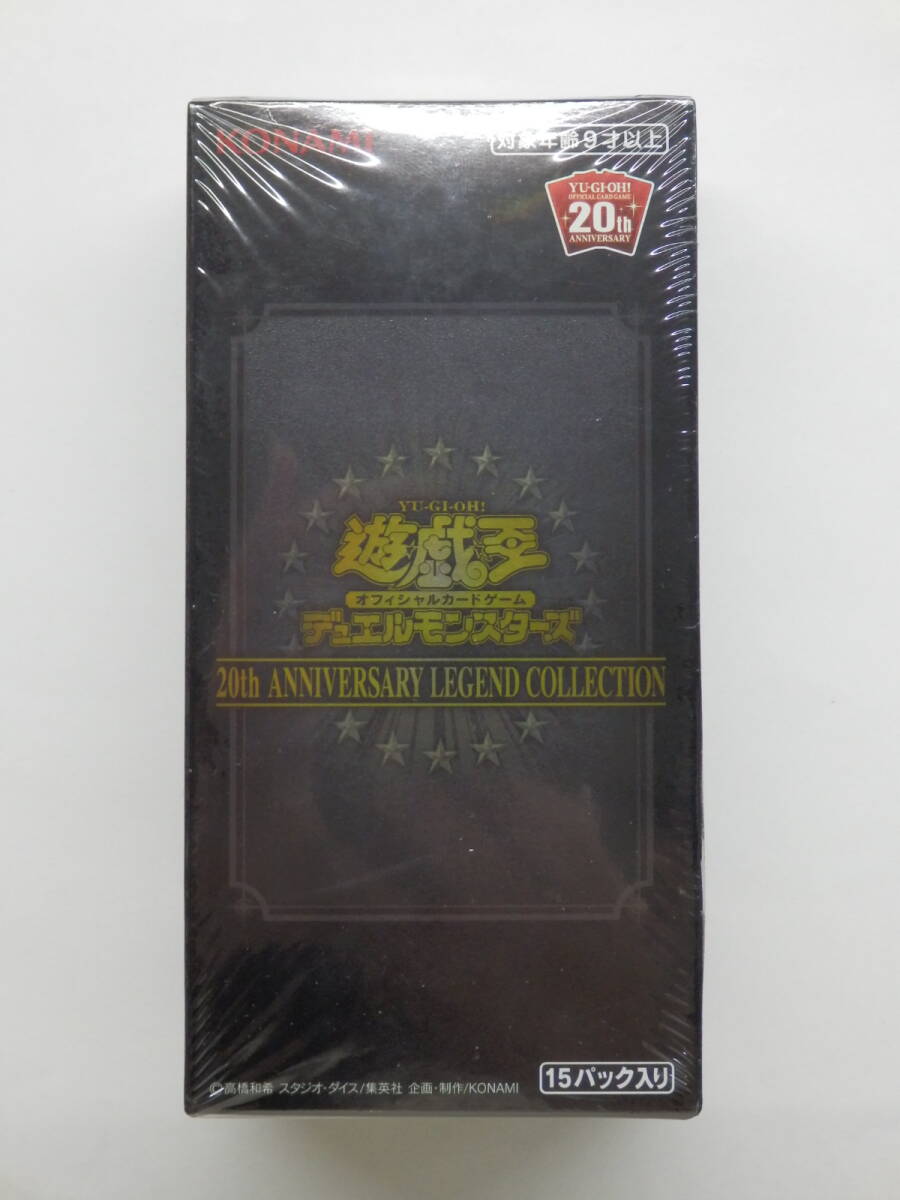 KONAMI
対象年齢9才以上
YU-GI-OH!
OFFICIAL CARD GAME
20th
ANNIVERSARY
YU-GI-OH!
遊戯王
オフィシャルカードゲーム
デュエルモンスターズ
20th ANNIVERSARY LEGEND COLLECTION
15パック入り
©高橋和希 スタジオ・ダイス/集英社 企画・制作/KONAMI